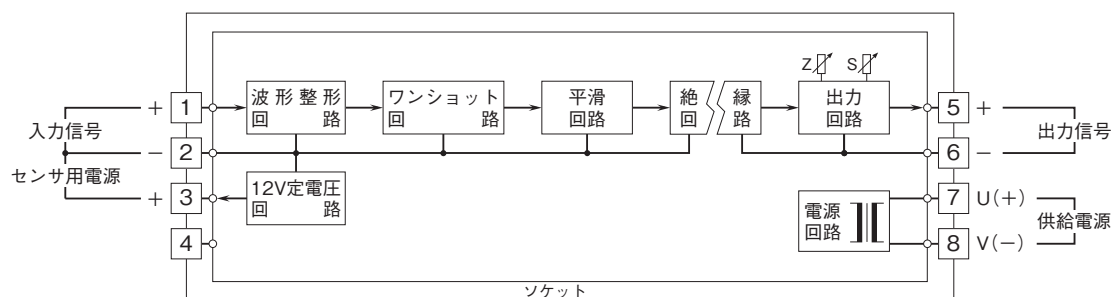 Z S
波形整形
回路
ワンショット
回路
平滑
回路
絶縁
回路
出力
回路
1
+
入力信号
2
−
センサ用電源
3
+
4
12V定電圧
回路
電源
回路
5
+
出力信号
6
−
7
U(+)
供給電源
8
V(−)
ソケット